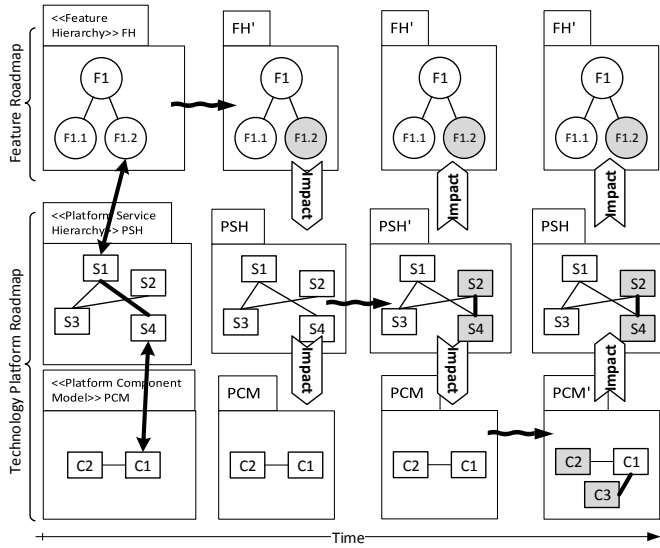 Feature Roadmap
<<Feature
Hierarchy>> FH
F1
F1.1
F1.2
FH'
F1
F1.1
F1.2
Impact
FH'
F1
F1.1
F1.2
Impact
FH'
F1
F1.1
F1.2
Impact
Technology Platform Roadmap
<<Platform Service
Hierarchy>> PSH
S1
S2
S3
S4
PSH
S1
S2
S3
S4
Impact
PSH'
S1
S2
S3
S4
Impact
PSH
S1
S2
S3
S4
Impact
<<Platform Component
Model>> PCM
C2
C1
PCM
C2
C1
PCM
C2
C1
PCM'
C2
C1
C3
Time